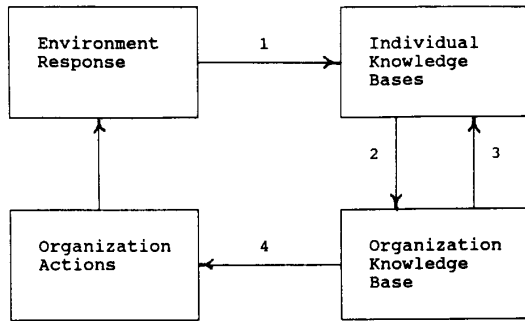 Environment
Response
1
Individual
Knowledge
Bases
2
3
Organization
Actions
4
Organization
Knowledge
Base